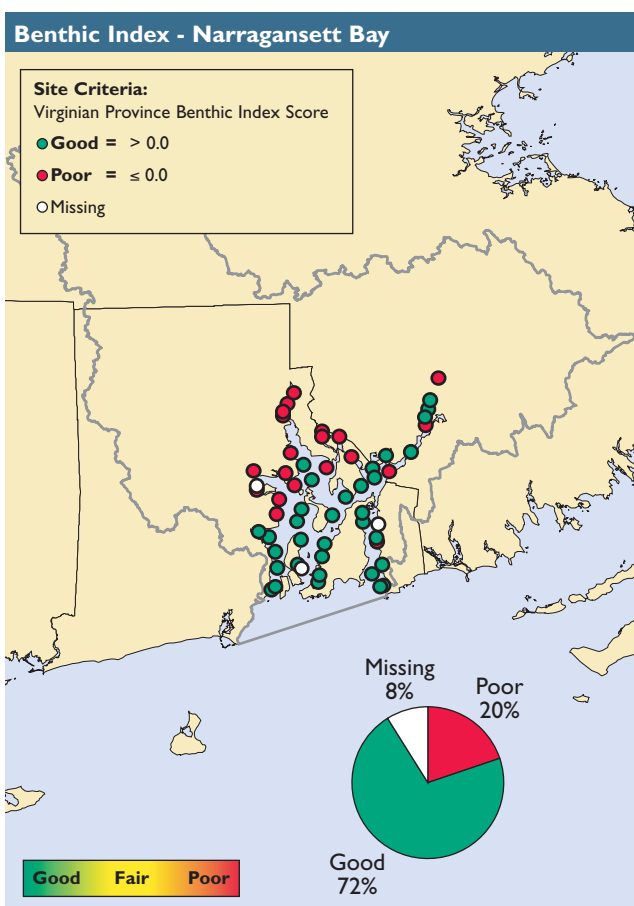 Benthic Index - Narragansett Bay
Site Criteria:
Virginian Province Benthic Index Score
Good = > 0.0
Poor = ≤ 0.0
Missing
Missing
8%
Poor
20%
Good
72%
Good Fair Poor